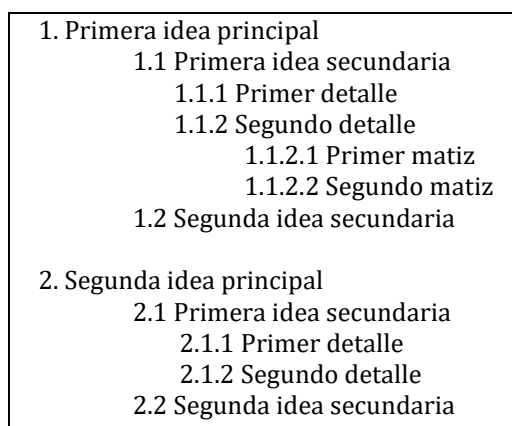 1. Primera idea principal
1.1 Primera idea secundaria
1.1.1 Primer detalle
1.1.2 Segundo detalle
1.1.2.1 Primer matiz
1.1.2.2 Segundo matiz
1.2 Segunda idea secundaria
2. Segunda idea principal
2.1 Primera idea secundaria
2.1.1 Primer detalle
2.1.2 Segundo detalle
2.2 Segunda idea secundaria